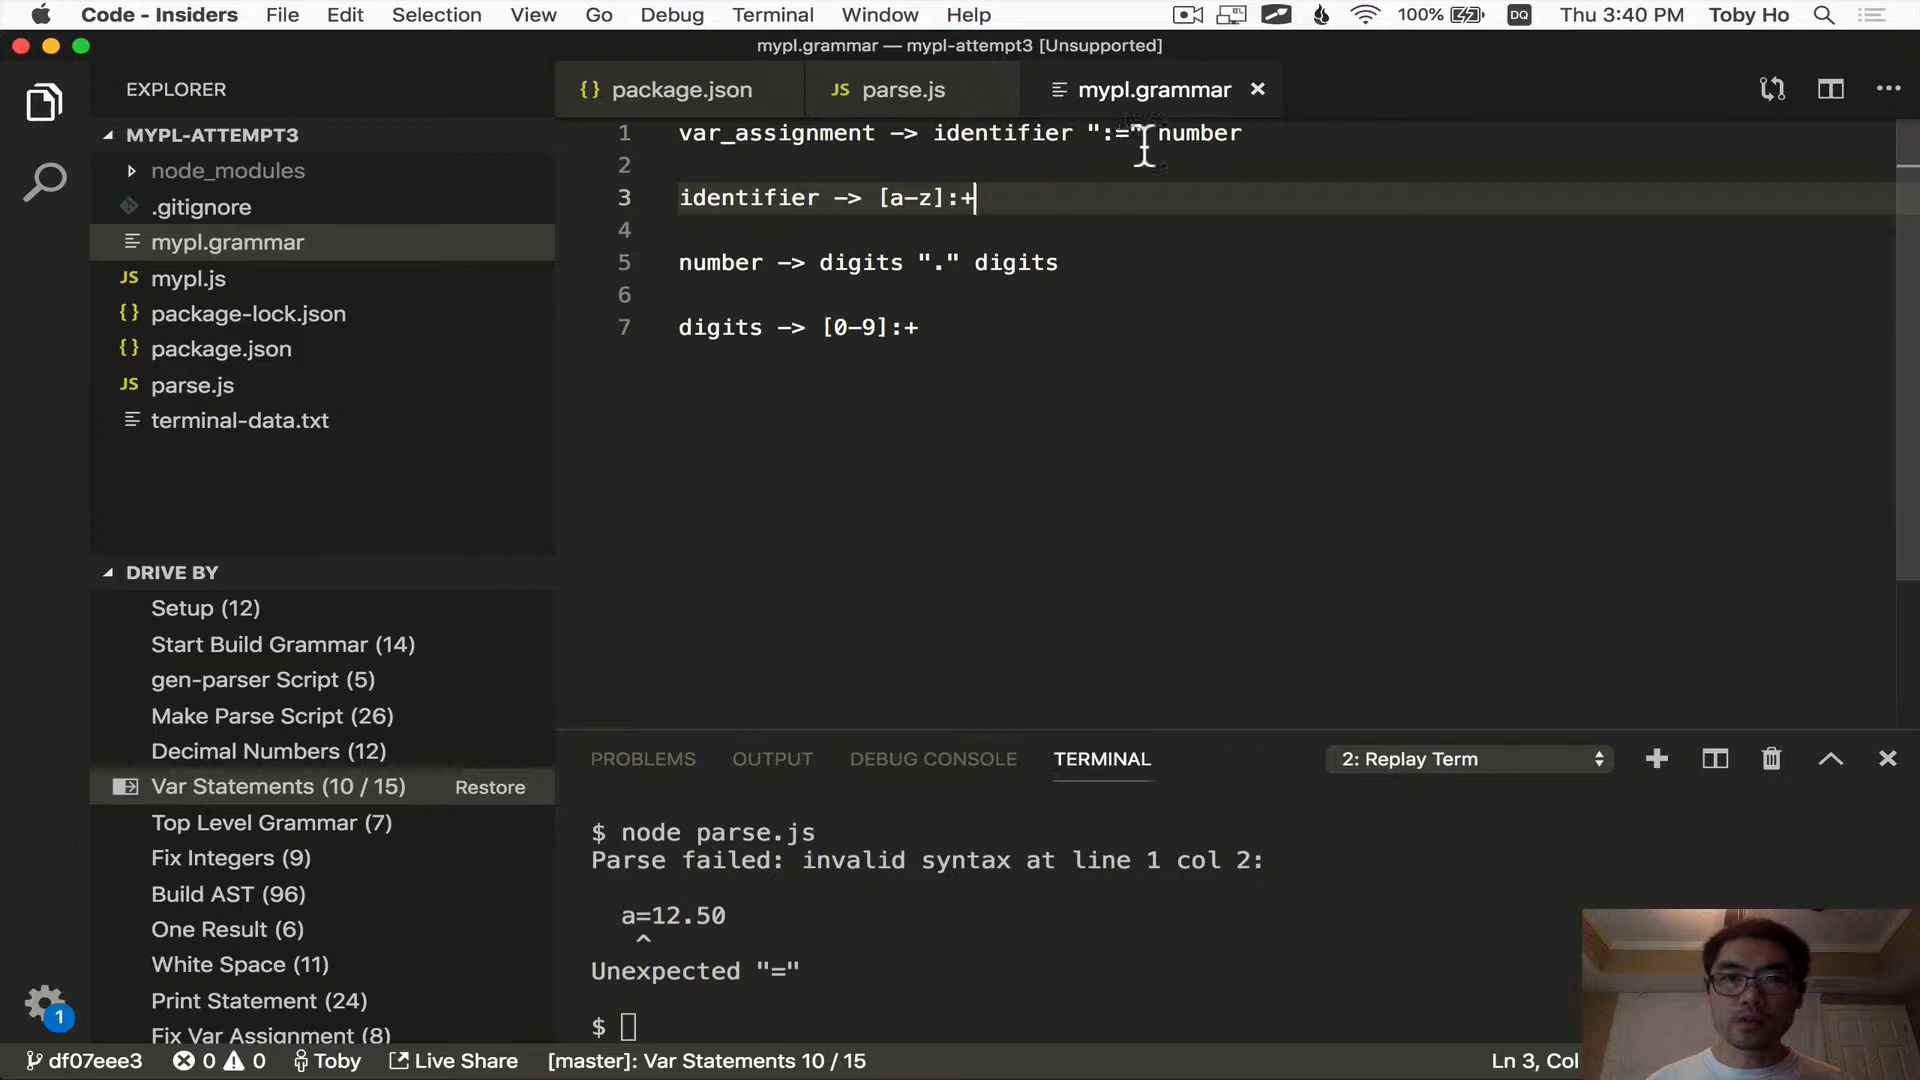 Code - Insiders File Edit Selection View Go Debug Terminal Window Help 100% DQ Thu 3:40 PM Toby Ho
mypl.grammar — mypl-attempt3 [Unsupported]
EXPLORER
MYPL-ATTEMPT3
node_modules
.gitignore
mypl.grammar
JS mypl.js
{} package-lock.json
{} package.json
JS parse.js
terminal-data.txt
DRIVE BY
Setup (12)
Start Build Grammar (14)
gen-parser Script (5)
Make Parse Script (26)
Decimal Numbers (12)
Var Statements (10 / 15) Restore
Top Level Grammar (7)
Fix Integers (9)
Build AST (96)
One Result (6)
White Space (11)
Print Statement (24)
Fix Var Assignment (8)
1
{} package.json JS parse.js mypl.grammar
1 var_assignment -> identifier ":=" number
2
3 identifier -> [a-z]:+
4
5 number -> digits "." digits
6
7 digits -> [0-9]:+
PROBLEMS OUTPUT DEBUG CONSOLE TERMINAL 2: Replay Term
$ node parse.js
Parse failed: invalid syntax at line 1 col 2:
a=12.50
^
Unexpected "="
$
df07eee3 0 0 Toby Live Share [master]: Var Statements 10 / 15 Ln 3, Col